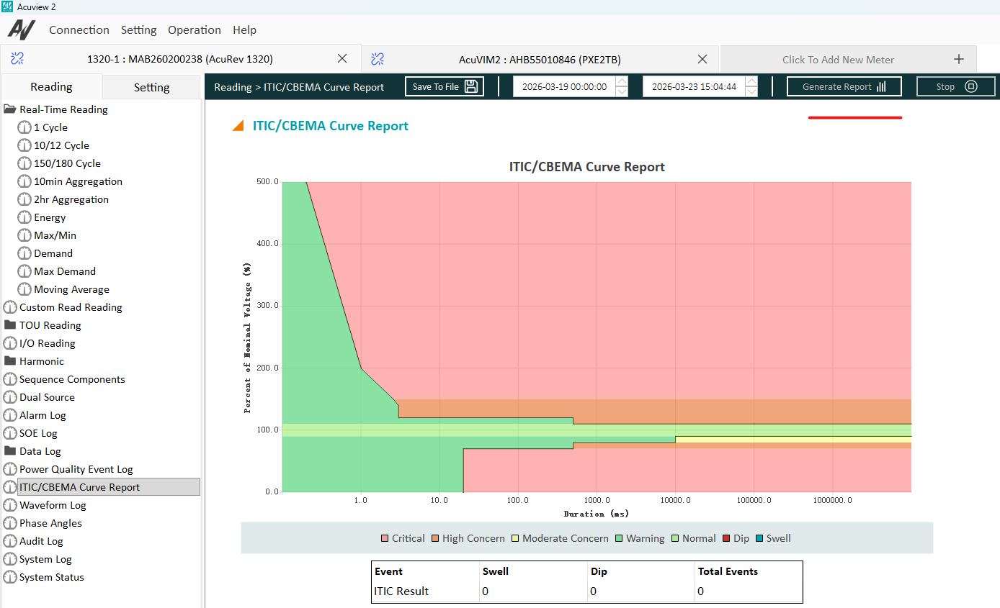 Acuview 2
Connection Setting Operation Help
1320-1 : MAB260200238 (AcuRev 1320)
AcuVIM2 : AHB55010846 (PXE2TB)
Click To Add New Meter
Reading Setting
Reading > ITIC/CBEMA Curve Report
Save To File
2026-03-19 00:00:00
2026-03-23 15:04:44
Generate Report
Stop
Real-Time Reading
1 Cycle
10/12 Cycle
150/180 Cycle
10min Aggregation
2hr Aggregation
Energy
Max/Min
Demand
Max Demand
Moving Average
Custom Read Reading
TOU Reading
I/O Reading
Harmonic
Sequence Components
Dual Source
Alarm Log
SOE Log
Data Log
Power Quality Event Log
ITIC/CBEMA Curve Report
Waveform Log
Phase Angles
Audit Log
System Log
System Status
ITIC/CBEMA Curve Report
ITIC/CBEMA Curve Report
Percent of Nominal Voltage (%)
500.0
400.0
300.0
200.0
100.0
0.0
1.0 10.0 100.0 1000.0 10000.0 100000.0 1000000.0
Duration (ms)
Critical High Concern Moderate Concern Warning Normal Dip Swell
Event Swell Dip Total Events
ITIC Result 0 0 0